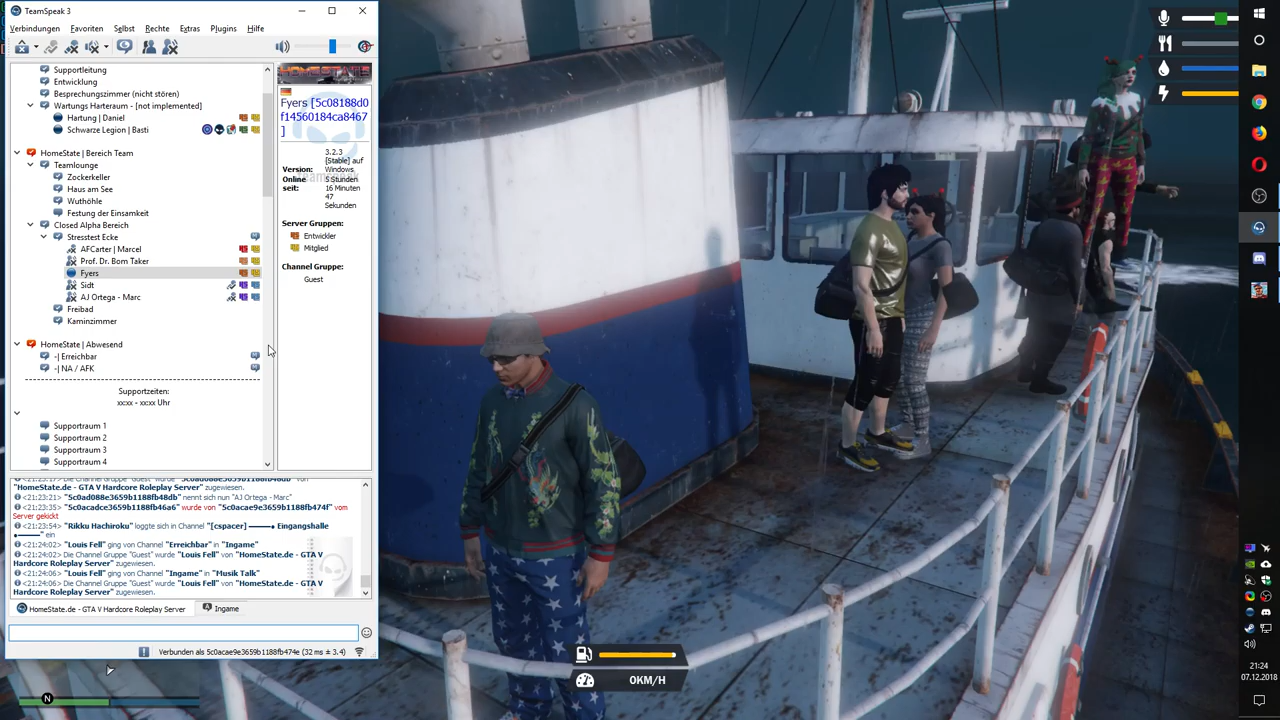 TeamSpeak 3
Verbindungen Favoriten Selbst Rechte Extras Plugins Hilfe
Supportleitung
Entwicklung
Besprechungszimmer (nicht stören)
Wartungs Harteraum - [not implemented]
Hartung | Daniel
Schwarze Legion | Basti
HomeState | Bereich Team
Teamlounge
Zockerkeller
Haus am See
Wuthöhle
Festung der Einsamkeit
Closed Alpha Bereich
Stresstest Ecke
AFCarter | Marcel
Prof. Dr. Bom Taker
Fyers
Sidt
AJ Ortega - Marc
Freibad
Kaminzimmer
HomeState | Abwesend
-| Erreichbar
-| NA / AFK
Supportzeiten:
xx:xx - xx:xx Uhr
Supportraum 1
Supportraum 2
Supportraum 3
Supportraum 4
Fyers [5c08188d0
f14560184ca8467
]
Version:
3.2.3
[Stable] auf
Windows
Online
seit:
5 Stunden
16 Minuten
47
Sekunden
Server Gruppen:
Entwickler
Mitglied
Channel Gruppe:
Guest
"HomeState.de - GTA V Hardcore Roleplay Server" zugewiesen.
<21:23:21> "5c0ad088e3659b1188fb48db" nennt sich nun "AJ Ortega - Marc"
<21:23:35> "5c0acadce3659b1188fb46a6" wurde von "5c0acae9e3659b1188fb474f" vom
Server gekickt
<21:23:54> "Rikku Hachiroku" loggte sich in Channel "[cspacer] ━━━━━♦ Eingangshalle
♦━━━━━" ein
<21:24:02> "Louis Fell" ging von Channel "Erreichbar" in "Ingame"
<21:24:02> Die Channel Gruppe "Guest" wurde "Louis Fell" von "HomeState.de - GTA V
Hardcore Roleplay Server" zugewiesen.
<21:24:06> "Louis Fell" ging von Channel "Ingame" in "Musik Talk"
<21:24:06> Die Channel Gruppe "Guest" wurde "Louis Fell" von "HomeState.de - GTA V
Hardcore Roleplay Server" zugewiesen.
HomeState.de - GTA V Hardcore Roleplay Server Ingame
Verbunden als 5c0acae9e3659b1188fb474e (32 ms ± 3.4)
N
0KM/H
21:24
07.12.2018